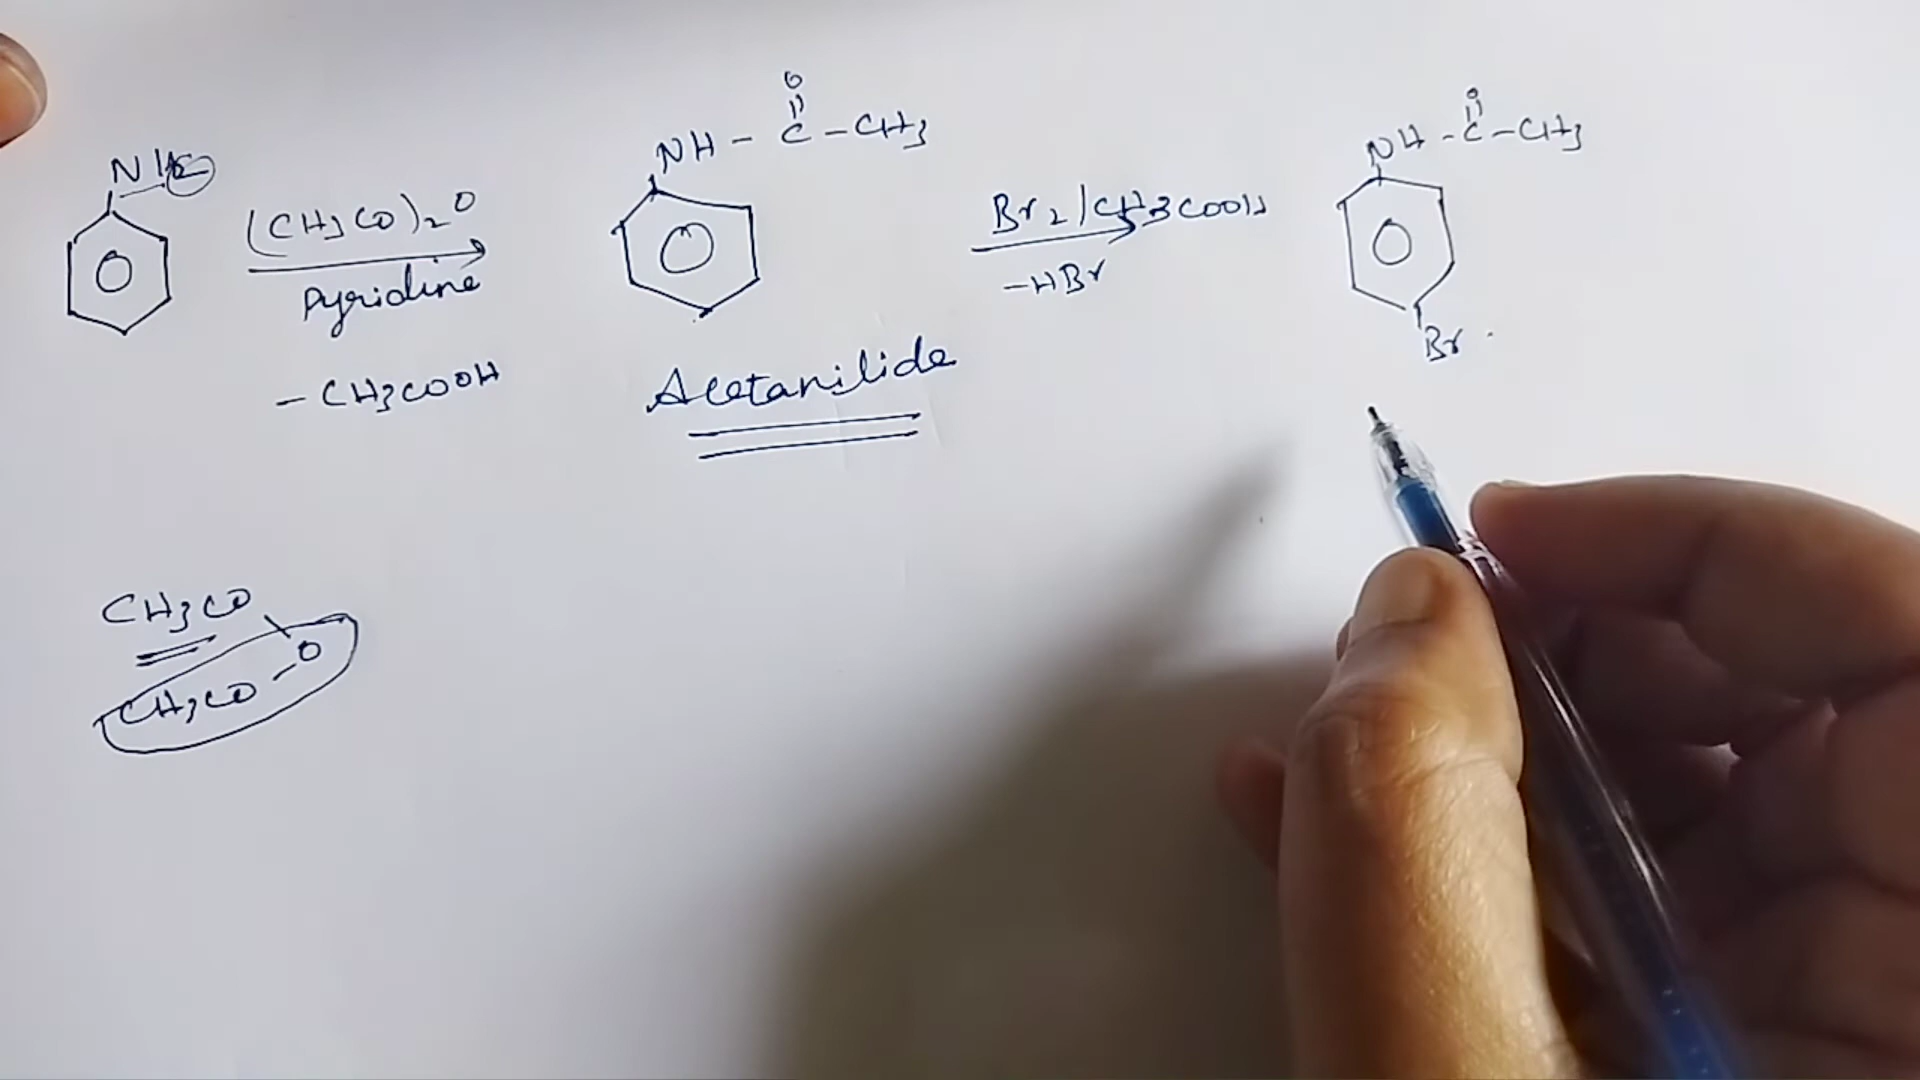 NH2
(CH3CO)2O
Pyridine
- CH3COOH
O
NH - C - CH3
Acetanilide
Br2/CH3COOH
-HBr
O
NH - C - CH3
Br
CH3CO
O
CH3CO